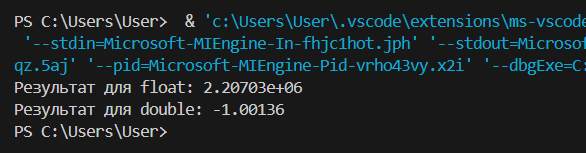 PS C:\Users\User>  & 'c:\Users\User\.vscode\extensions\ms-vscode
'--stdin=Microsoft-MIEngine-In-fhjc1hot.jph' '--stdout=Microsof
qz.5aj' '--pid=Microsoft-MIEngine-Pid-vrho43vy.x2i' '--dbgExe=C:
Результат для float: 2.20703e+06
Результат для double: -1.00136
PS C:\Users\User>